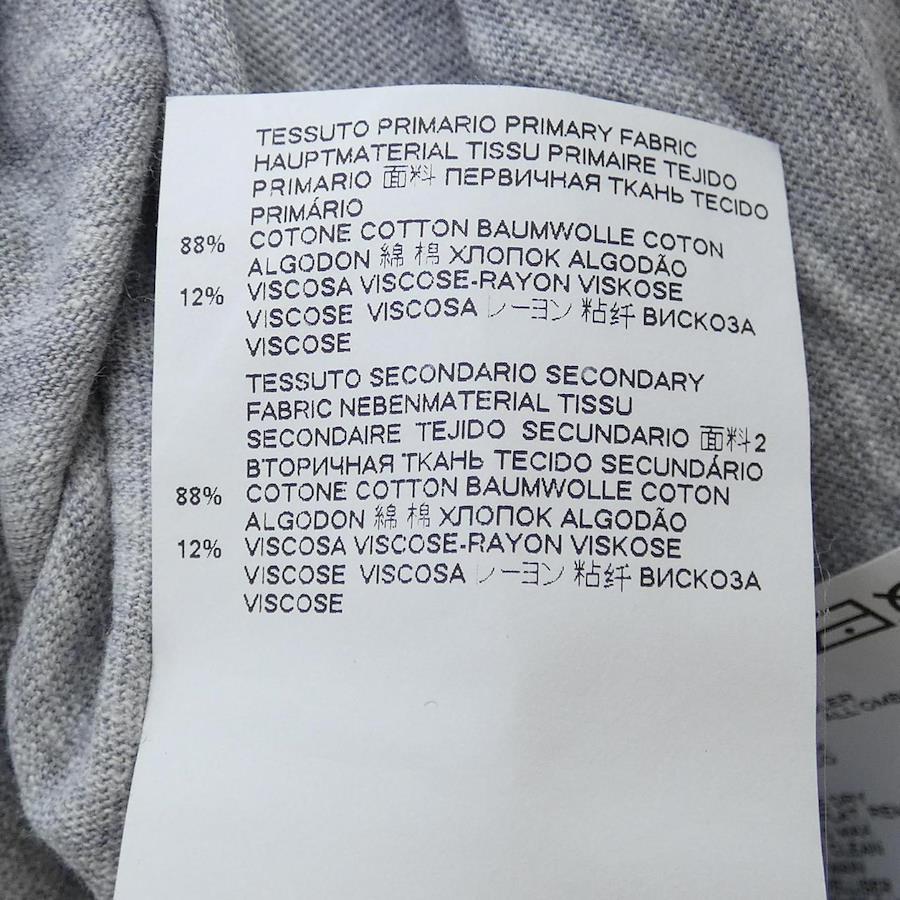 TESSUTO PRIMARIO PRIMARY FABRIC
HAUPTMATERIAL TISSU PRIMAIRE TEJIDO
PRIMARIO 面料 ПЕРВИЧНАЯ ТКАНЬ TECIDO
PRIMÁRIO
88% COTONE COTTON BAUMWOLLE COTON
ALGODON 綿 棉 ХЛОПОК ALGODÃO
12% VISCOSA VISCOSE-RAYON VISKOSE
VISCOSE VISCOSA レーヨン 粘纤 ВИСКОЗА
VISCOSE
TESSUTO SECONDARIO SECONDARY
FABRIC NEBENMATERIAL TISSU
SECONDAIRE TEJIDO SECUNDARIO 面料2
ВТОРИЧНАЯ ТКАНЬ TECIDO SECUNDÁRIO
88% COTONE COTTON BAUMWOLLE COTON
ALGODON 綿 棉 ХЛОПОК ALGODÃO
12% VISCOSA VISCOSE-RAYON VISKOSE
VISCOSE VISCOSA レーヨン 粘纤 ВИСКОЗА
VISCOSE